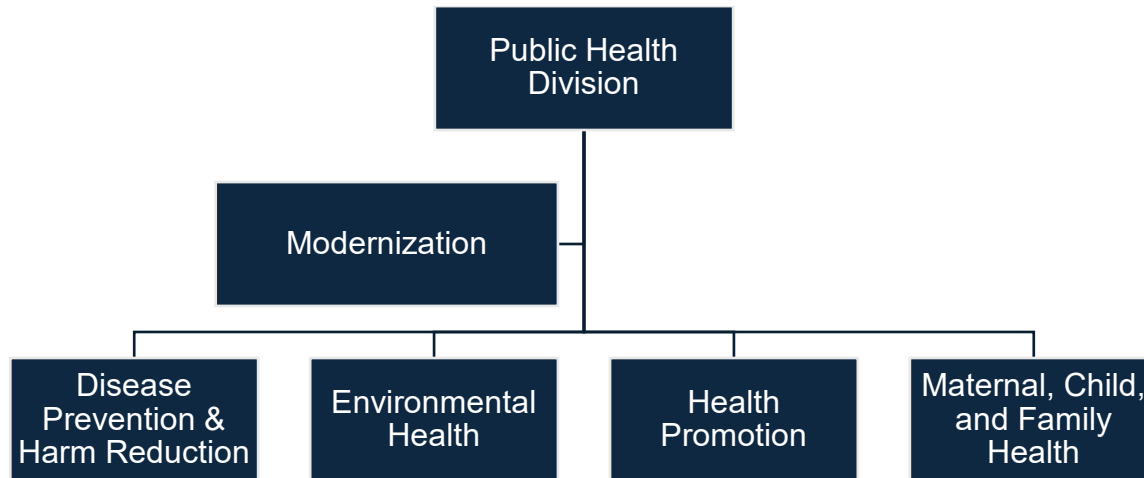 Public Health
Division
Modernization
Disease
Prevention &
Harm Reduction
Environmental
Health
Health
Promotion
Maternal, Child,
and Family
Health